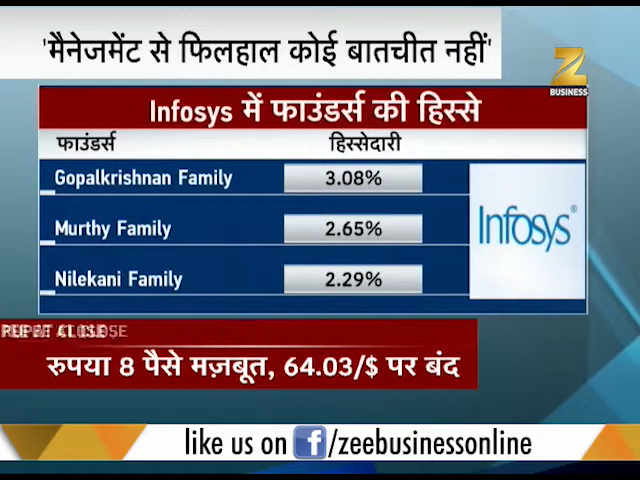 'मैनेजमेंट से फिलहाल कोई बातचीत नहीं'
Z
BUSINESS
Infosys में फाउंडर्स की हिस्से
फाउंडर्स हिस्सेदारी
Gopalkrishnan Family 3.08%
Murthy Family 2.65%
Nilekani Family 2.29%
Infosys®
रुपया 8 पैसे मज़बूत, 64.03/$ पर बंद
like us on f/zeebusinessonline